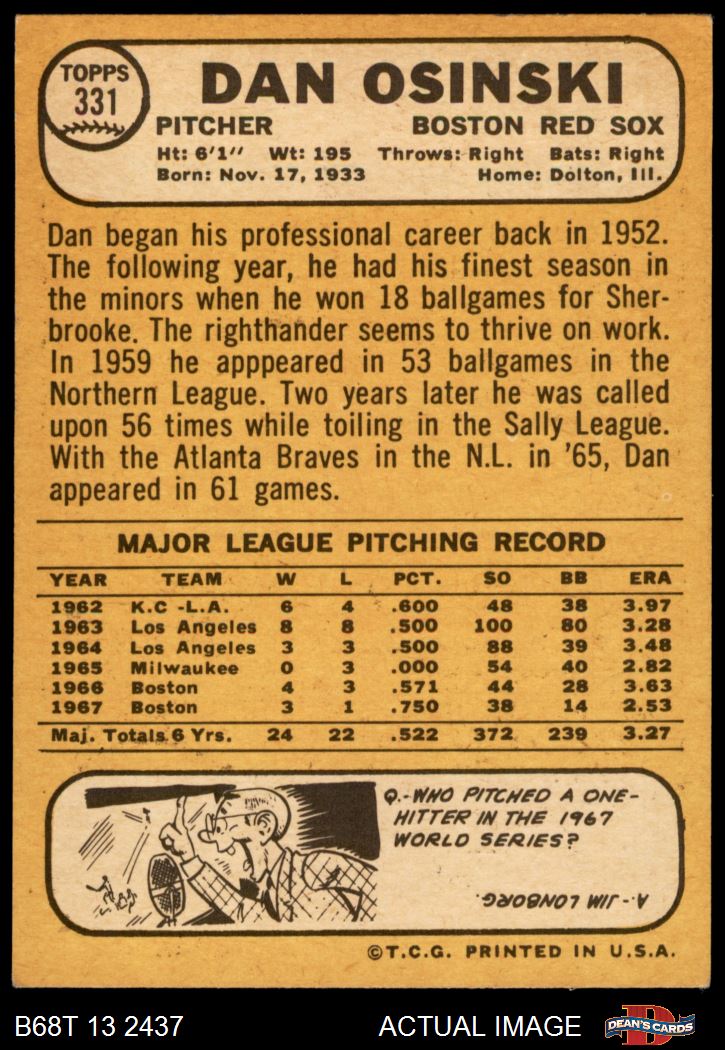 TOPPS
331
DAN OSINSKI
PITCHER BOSTON RED SOX
Ht: 6'1" Wt: 195 Throws: Right Bats: Right
Born: Nov. 17, 1933 Home: Dolton, Ill.
Dan began his professional career back in 1952.
The following year, he had his finest season in
the minors when he won 18 ballgames for Sher-
brooke. The righthander seems to thrive on work.
In 1959 he apppeared in 53 ballgames in the
Northern League. Two years later he was called
upon 56 times while toiling in the Sally League.
With the Atlanta Braves in the N.L. in '65, Dan
appeared in 61 games.
MAJOR LEAGUE PITCHING RECORD
YEAR TEAM W L PCT. SO BB ERA
1962 K.C -L.A. 6 4 .600 48 38 3.97
1963 Los Angeles 8 8 .500 100 80 3.28
1964 Los Angeles 3 3 .500 88 39 3.48
1965 Milwaukee 0 3 .000 54 40 2.82
1966 Boston 4 3 .571 44 28 3.63
1967 Boston 3 1 .750 38 14 2.53
Maj. Totals 6 Yrs. 24 22 .522 372 239 3.27
Q.-WHO PITCHED A ONE-
HITTER IN THE 1967
WORLD SERIES?
A.-JIM LONBORG.
©T.C.G. PRINTED IN U.S.A.
B68T 13 2437 ACTUAL IMAGE
D
DEAN'S CARDS